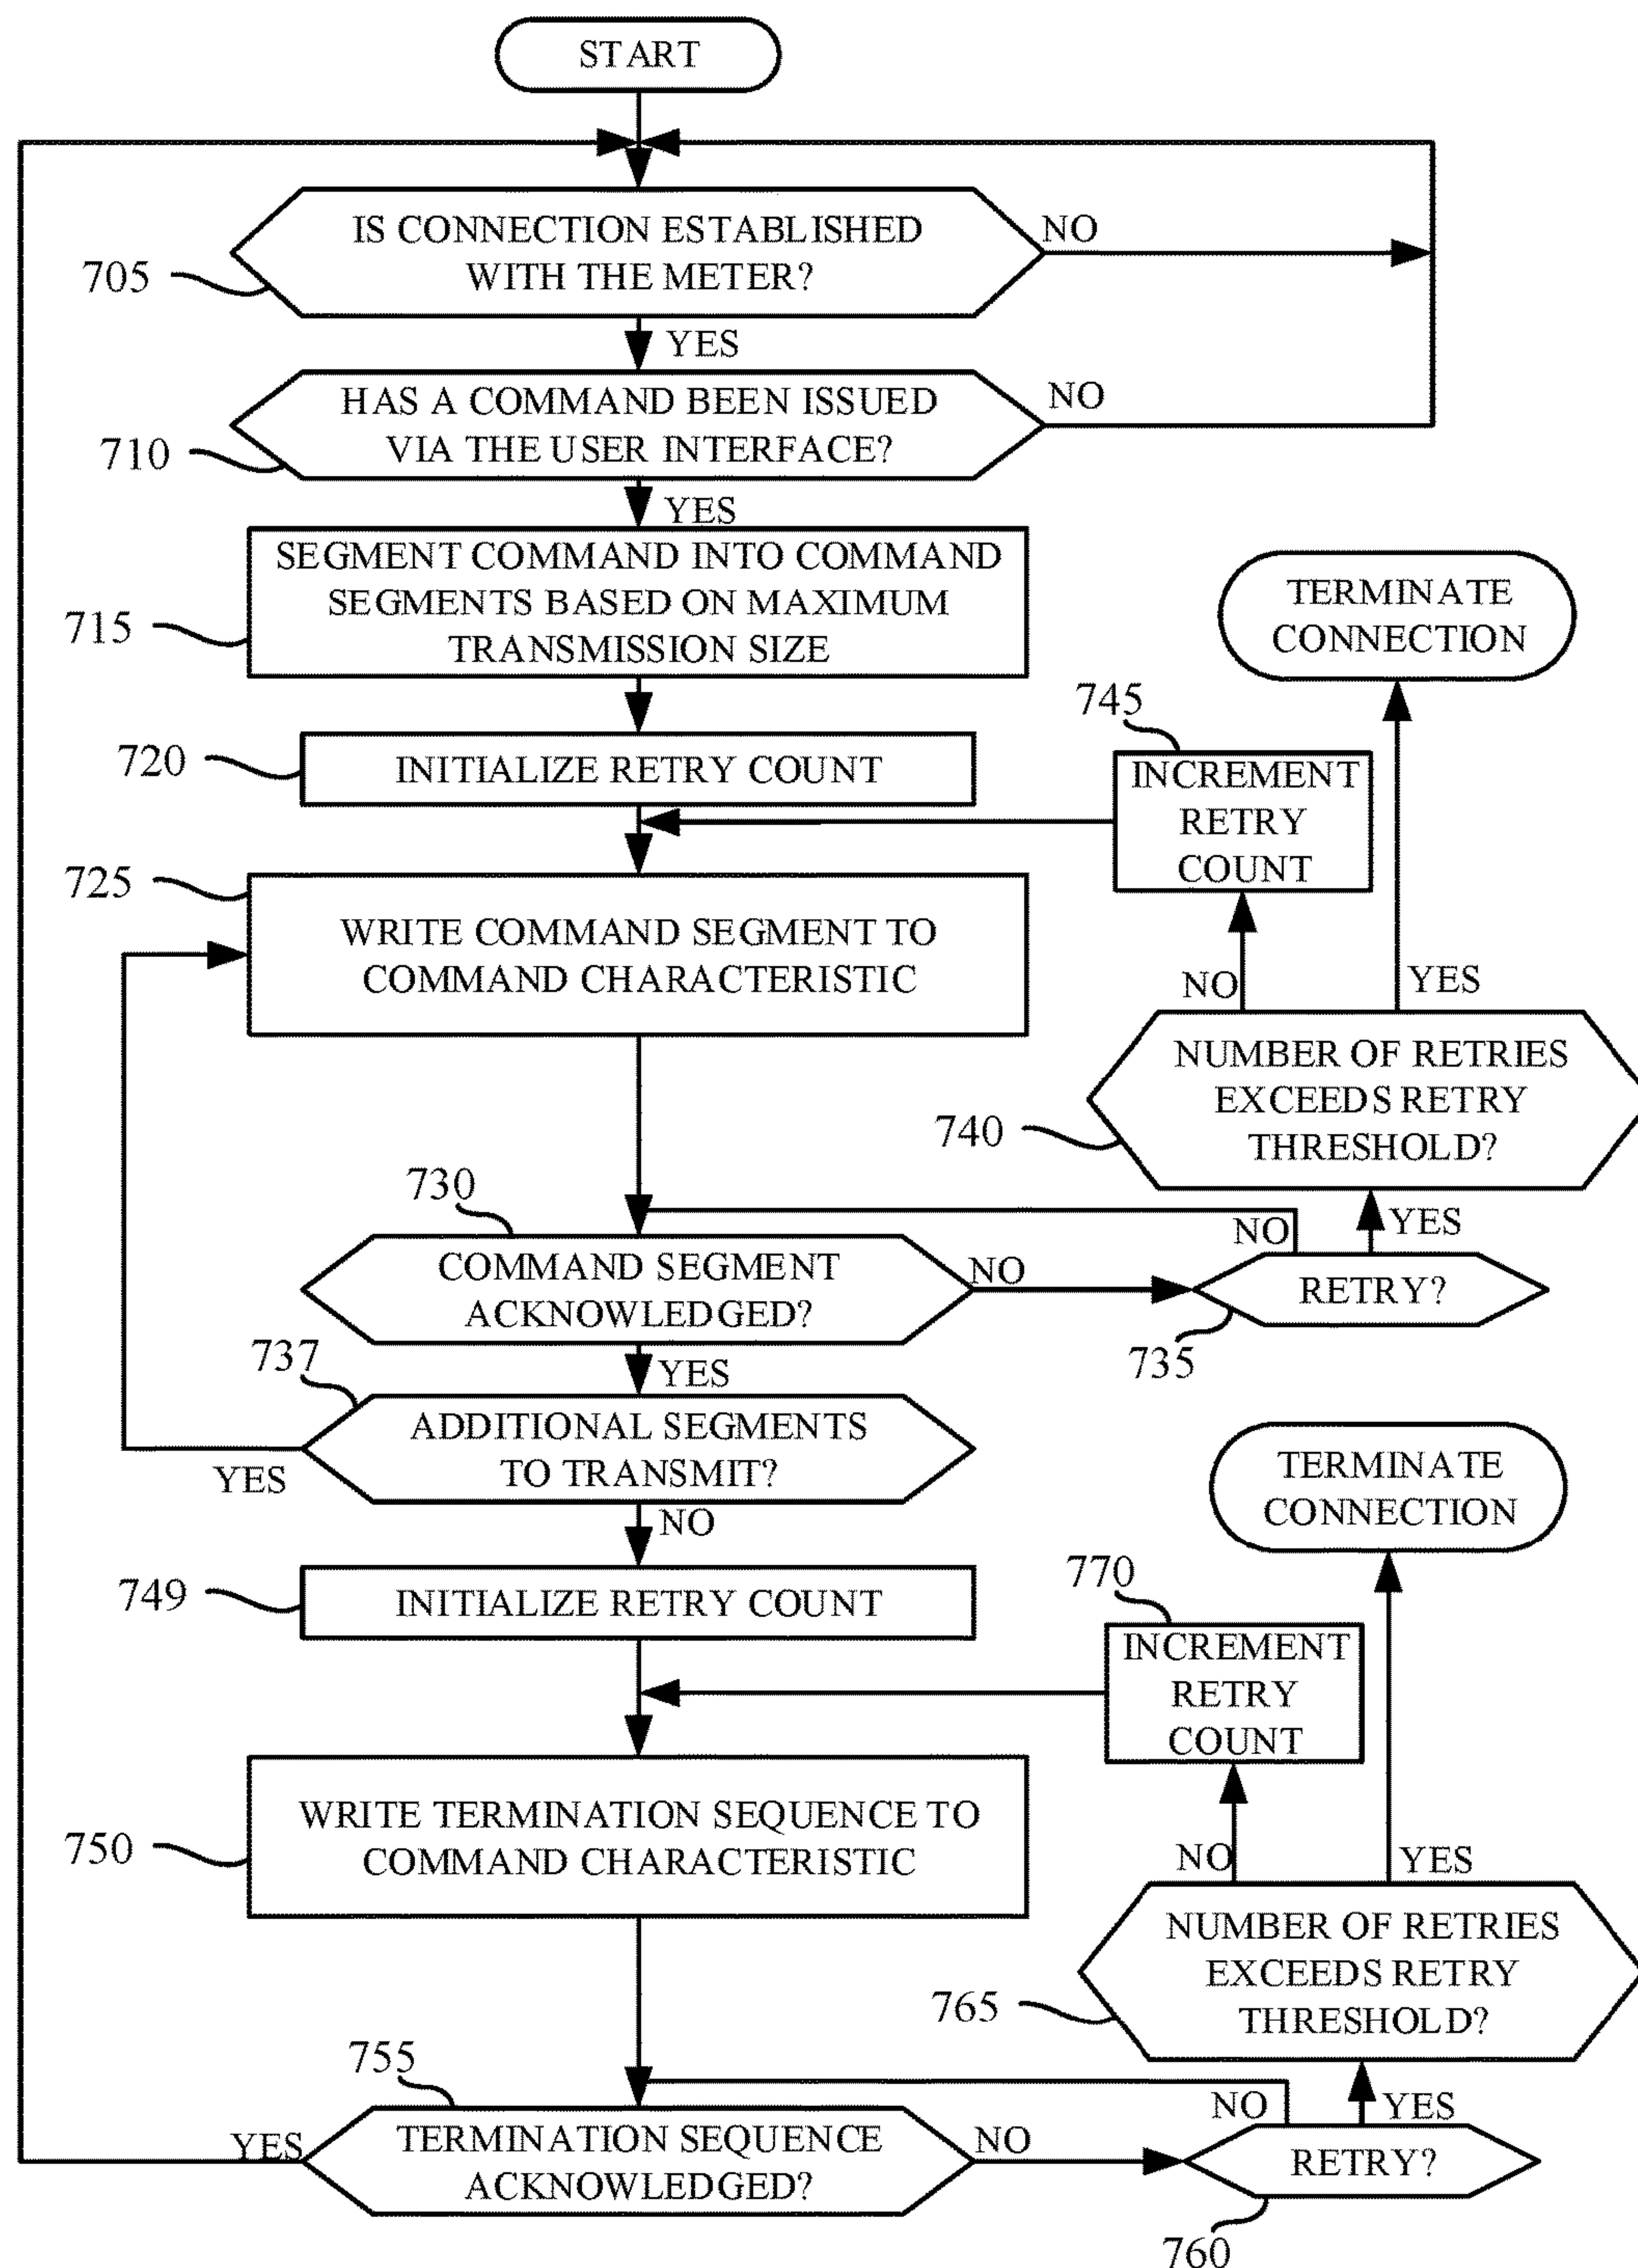 START
IS CONNECTION ESTABLISHED
WITH THE METER?
NO
705
YES
HAS A COMMAND BEEN ISSUED
VIA THE USER INTERFACE?
NO
710
YES
SEGMENT COMMAND INTO COMMAND
SEGMENTS BASED ON MAXIMUM
TRANSMISSION SIZE
715
TERMINATE
CONNECTION
745
720
INITIALIZE RETRY COUNT
INCREMENT
RETRY
COUNT
725
WRITE COMMAND SEGMENT TO
COMMAND CHARACTERISTIC
NO
YES
NUMBER OF RETRIES
EXCEEDS RETRY
THRESHOLD?
740
730
NO
YES
COMMAND SEGMENT
ACKNOWLEDGED?
NO
RETRY?
735
737
YES
ADDITIONAL SEGMENTS
TO TRANSMIT?
YES
NO
TERMINATE
CONNECTION
770
749
INITIALIZE RETRY COUNT
INCREMENT
RETRY
COUNT
WRITE TERMINATION SEQUENCE TO
COMMAND CHARACTERISTIC
750
NO
YES
NUMBER OF RETRIES
EXCEEDS RETRY
THRESHOLD?
765
755
NO
YES
YES
TERMINATION SEQUENCE
ACKNOWLEDGED?
NO
RETRY?
760